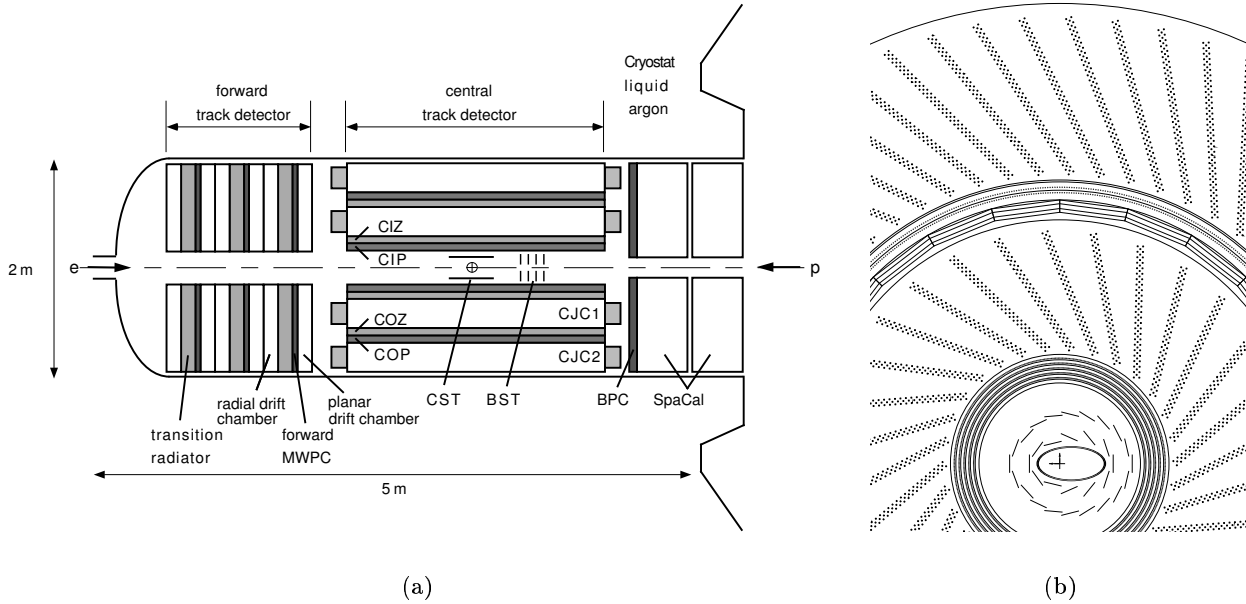 forward
track detector
central
track detector
Cryostat
liquid
argon
CIZ
CIP
2 m
e
p
COZ
COP
CJC1
CJC2
CST
BST
BPC
SpaCal
radial drift
chamber
planar
drift chamber
transition
radiator
forward
MWPC
5 m
(a)
(b)